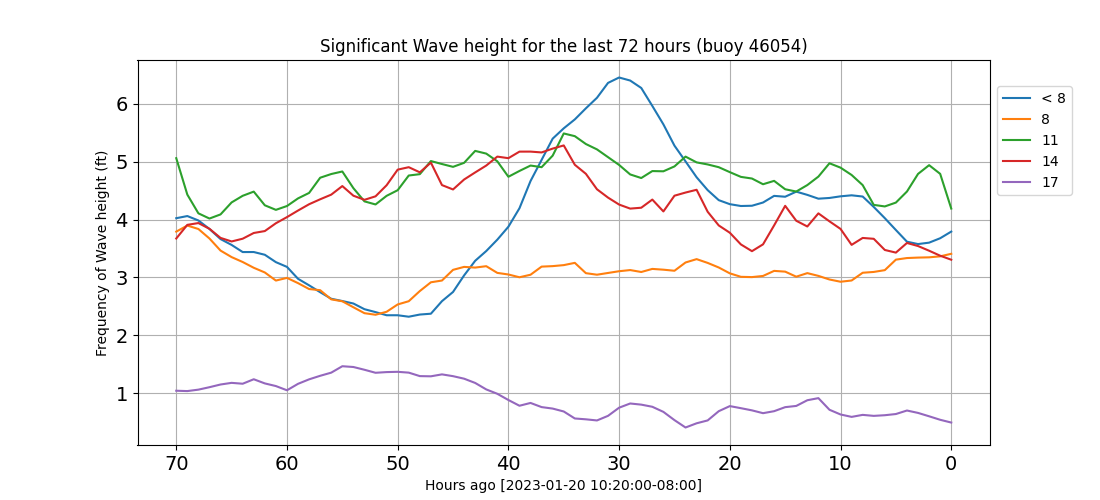 Significant Wave height for the last 72 hours (buoy 46054)
Frequency of Wave height (ft)
6
5
4
3
2
1
70 60 50 40 30 20 10 0
Hours ago [2023-01-20 10:20:00-08:00]
< 8
8
11
14
17